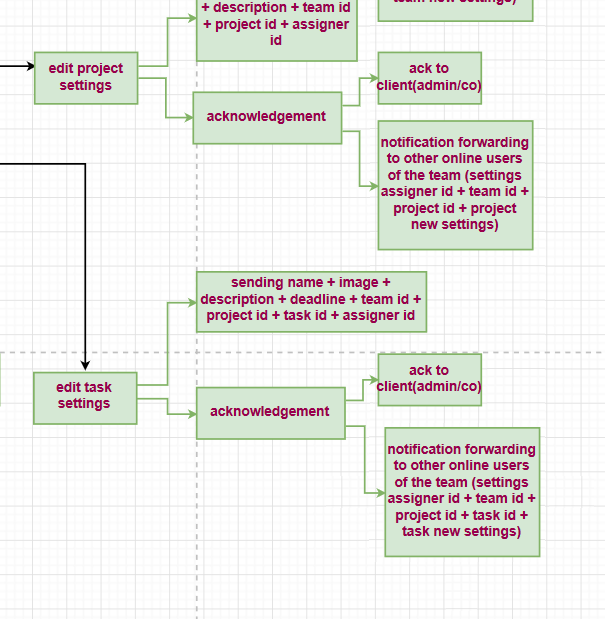 team new settings)
+ description + team id
+ project id + assigner
id
edit project
settings
ack to
client(admin/co)
acknowledgement
notification forwarding
to other online users
of the team (settings
assigner id + team id +
project id + project
new settings)
sending name + image +
description + deadline + team id +
project id + task id + assigner id
edit task
settings
ack to
client(admin/co)
acknowledgement
notification forwarding
to other online users
of the team (settings
assigner id + team id +
project id + task id +
task new settings)